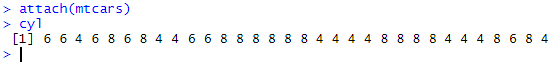 > attach(mtcars)
> cyl
 [1] 6 6 4 6 8 6 8 4 4 6 6 8 8 8 8 8 8 4 4 4 4 8 8 8 8 4 4 4 8 6 8 4
>